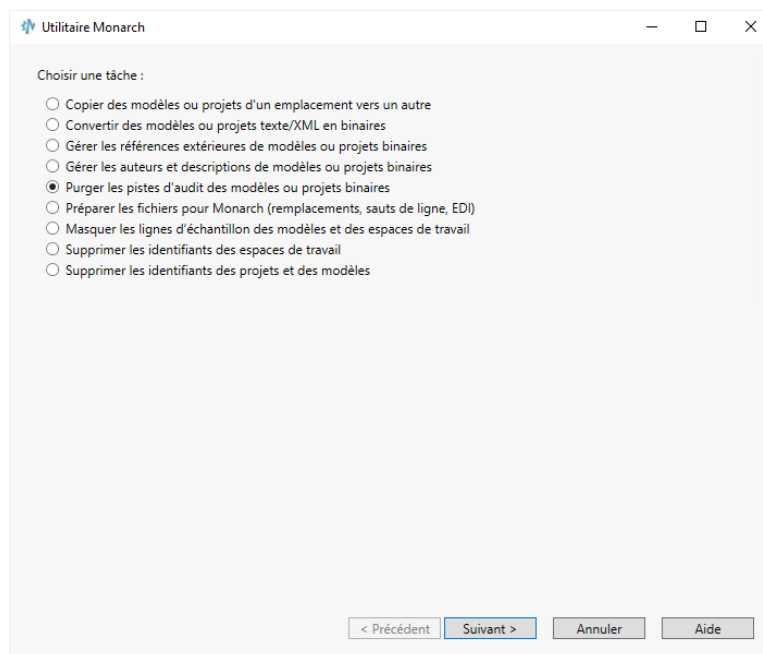 Utilitaire Monarch
Choisir une tâche :
Copier des modèles ou projets d'un emplacement vers un autre
Convertir des modèles ou projets texte/XML en binaires
Gérer les références extérieures de modèles ou projets binaires
Gérer les auteurs et descriptions de modèles ou projets binaires
Purger les pistes d'audit des modèles ou projets binaires
Préparer les fichiers pour Monarch (remplacements, sauts de ligne, EDI)
Masquer les lignes d’échantillon des modèles et des espaces de travail
Supprimer les identifiants des espaces de travail
Supprimer les identifiants des projets et des modèles
< Précédent Suivant > Annuler Aide